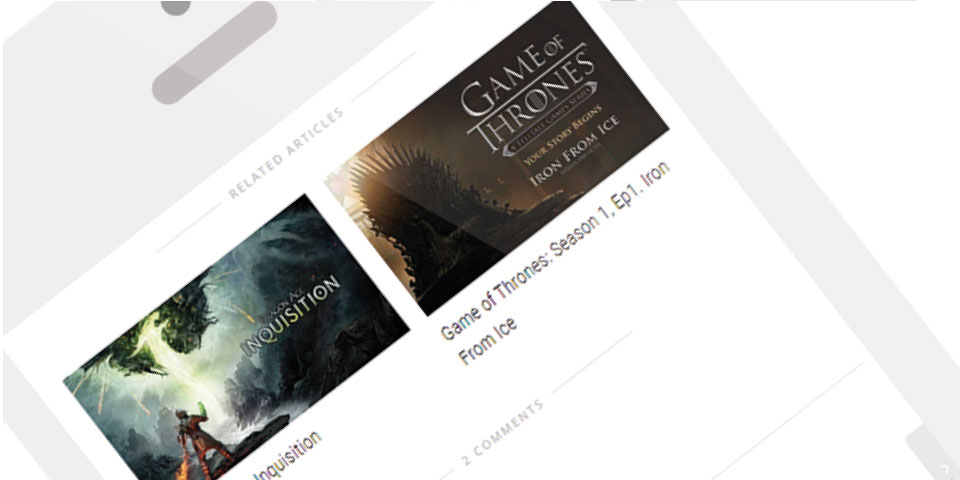 RELATED ARTICLES
GAME OF
THRONES
A TELLTALE GAMES SERIES
YOUR STORY BEGINS
IRON FROM ICE
Game of Thrones: Season 1, Ep1. Iron
From Ice
DRAGON AGE
INQUISITION
Inquisition
2 COMMENTS